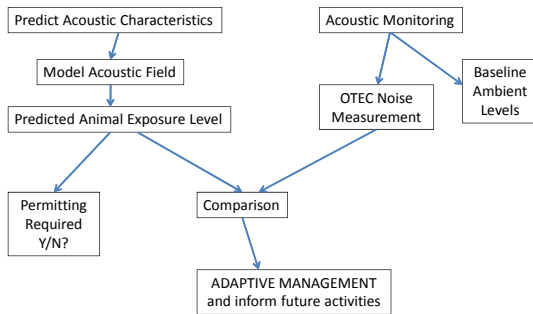 Predict Acoustic Characteristics
Acoustic Monitoring
Model Acoustic Field
Baseline
Ambient
Levels
OTEC Noise
Measurement
Predicted Animal Exposure Level
Permitting
Required
Y/N?
Comparison
ADAPTIVE MANAGEMENT
and inform future activities